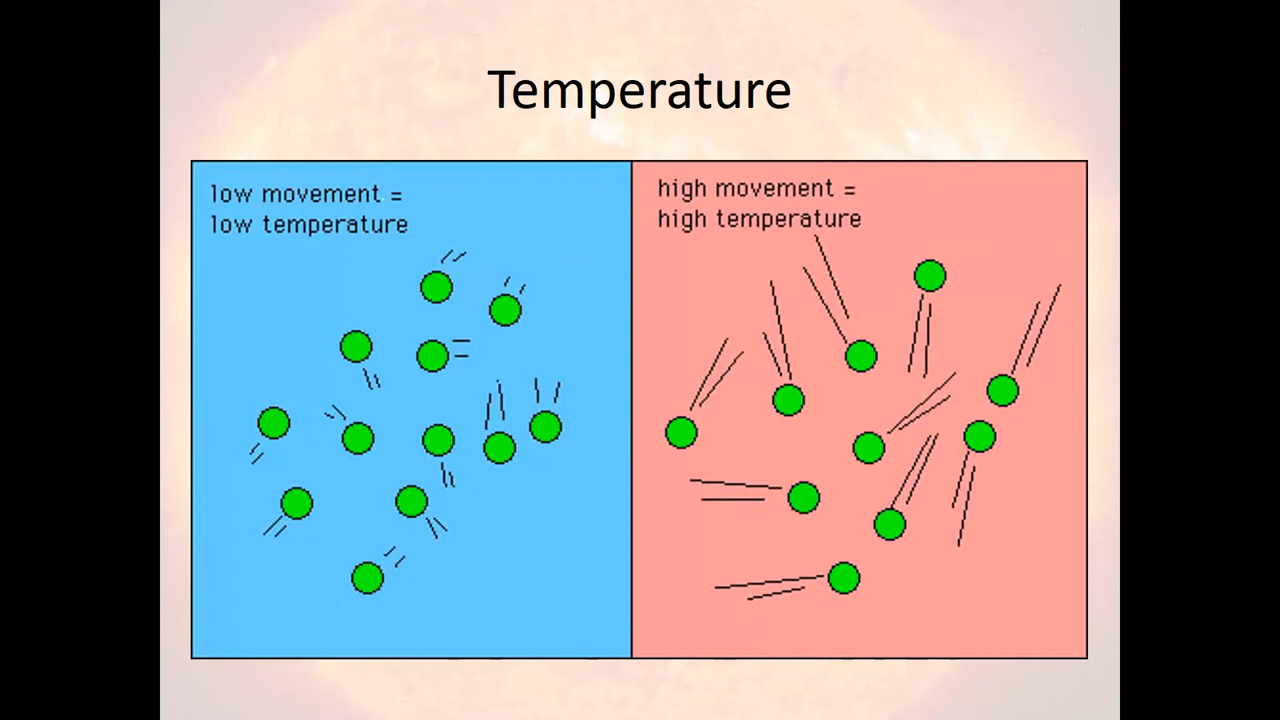 Temperature
low movement =
low temperature
high movement =
high temperature